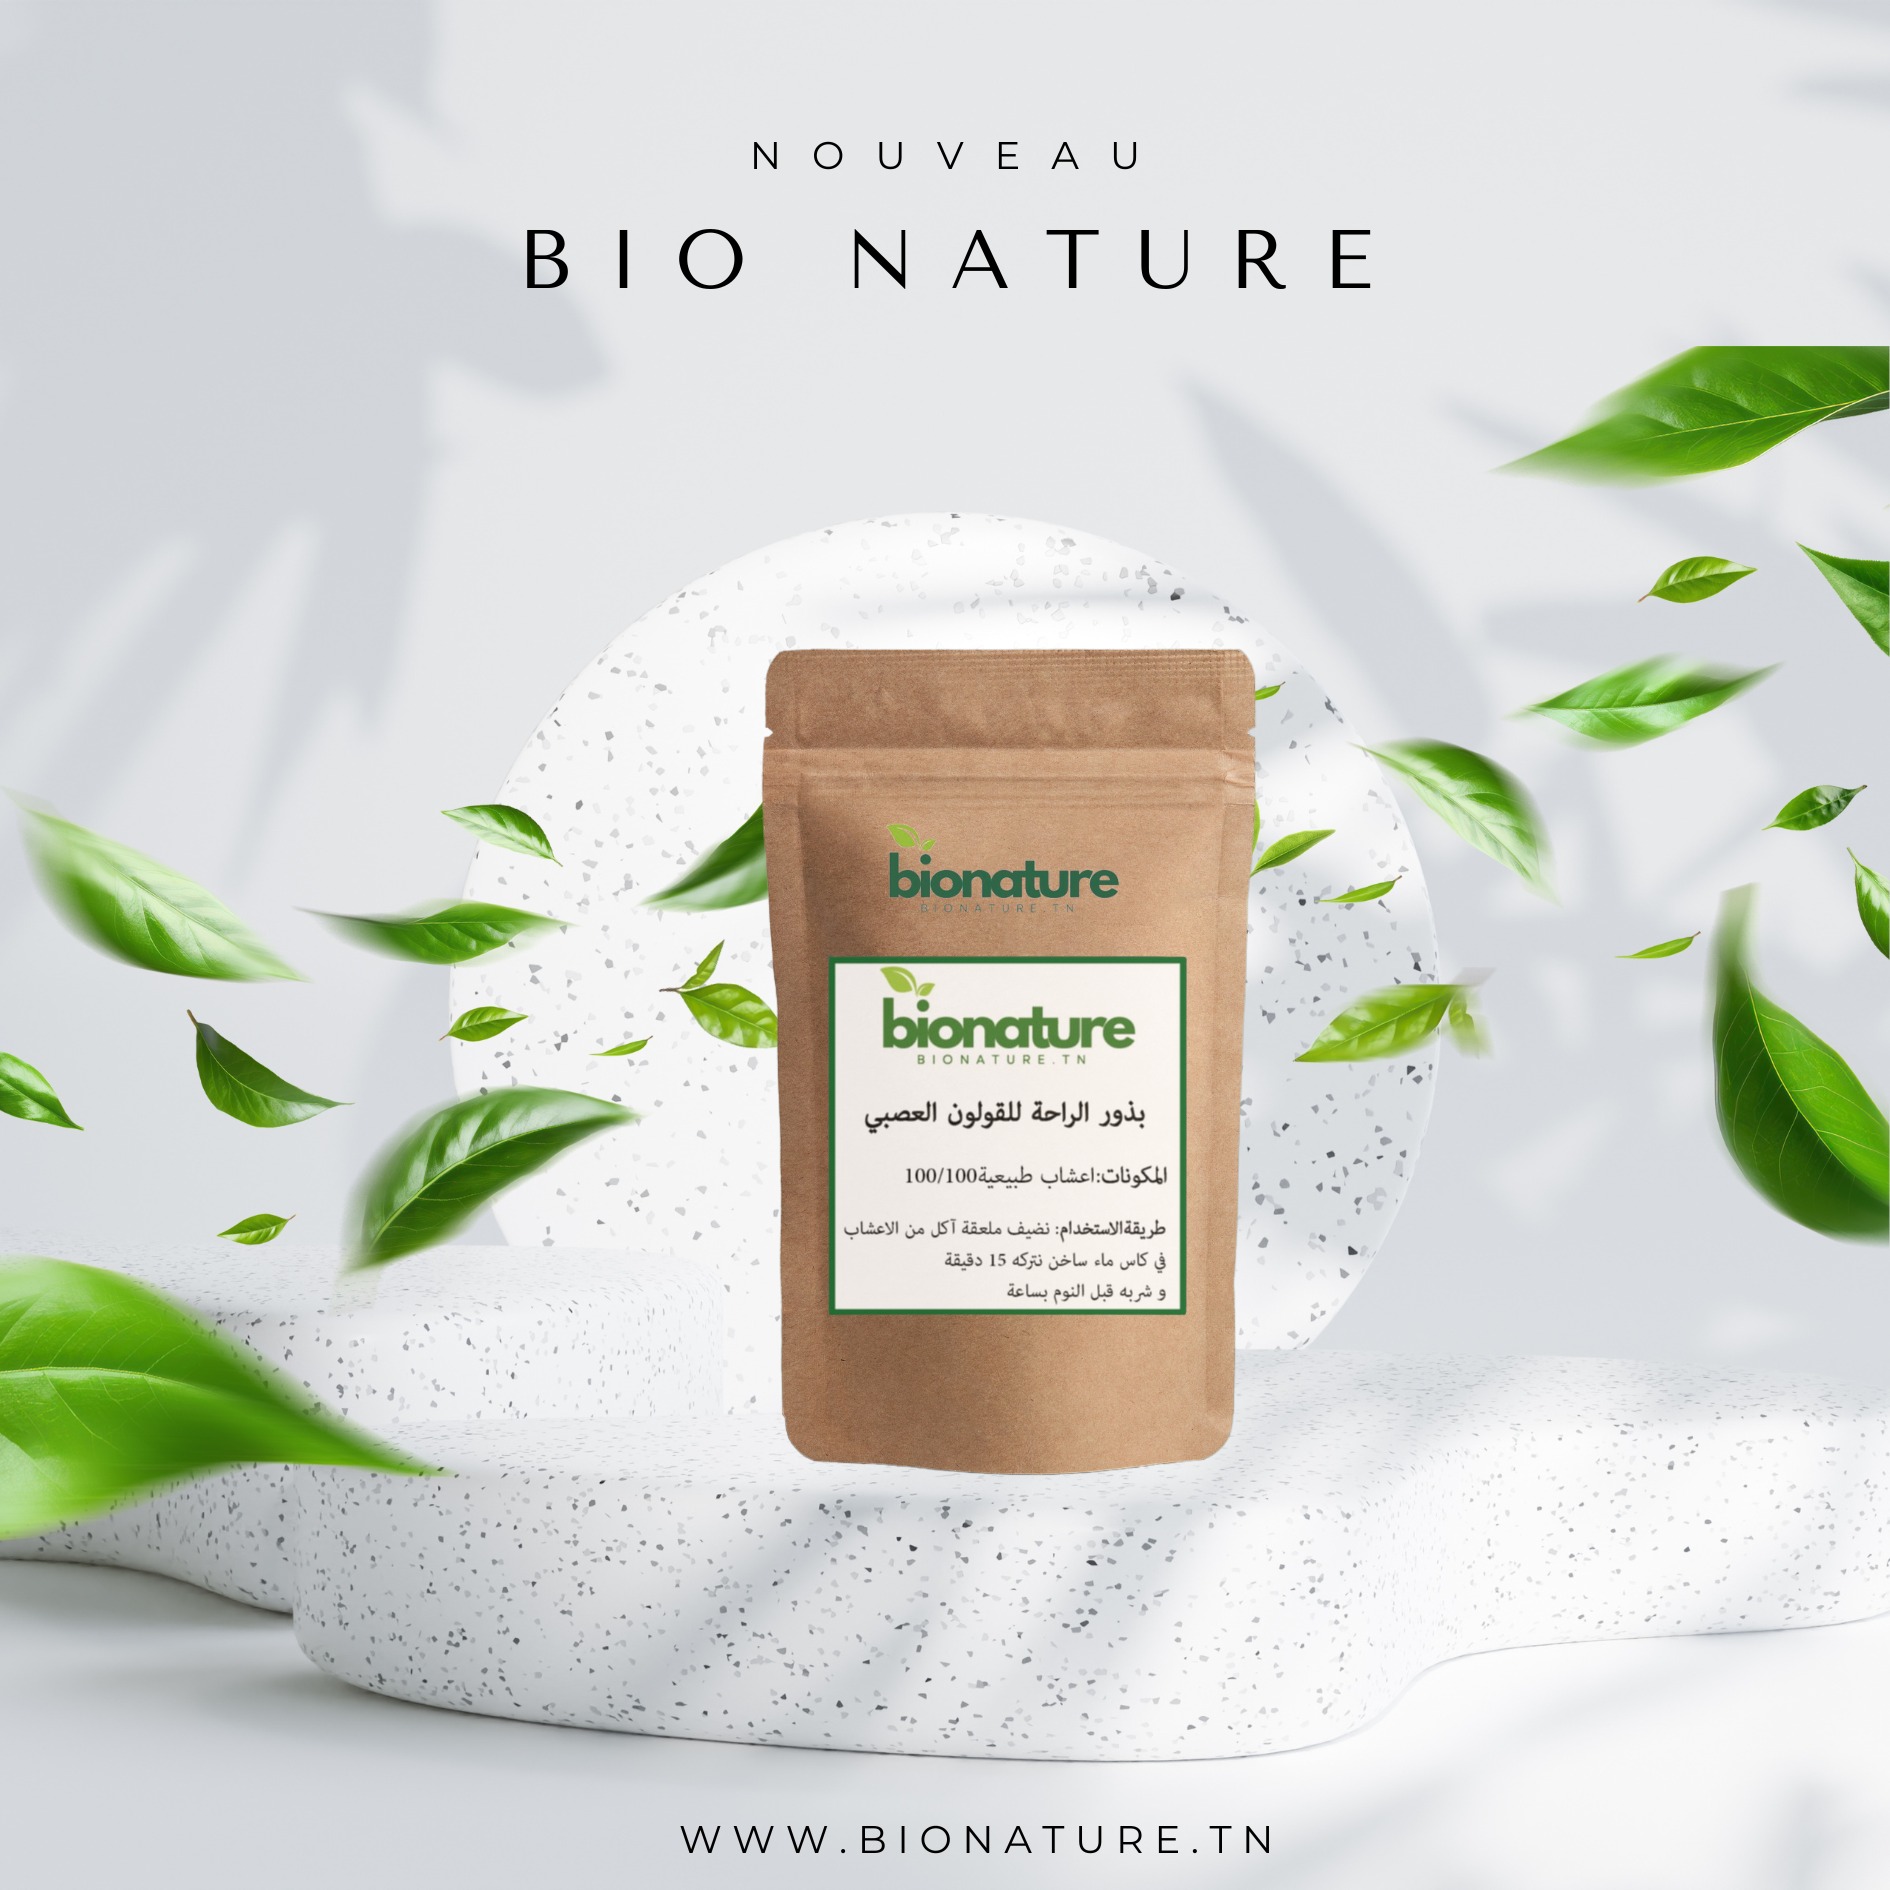 NOUVEAU
BIO NATURE
bionature
BIONATURE.TN
bionature
BIONATURE.TN
بذور الراحة للقولون العصبي
المكونات:اعشاب طبيعية100/100
طريقةالاستخدام: نضيف ملعقة آكل من الاعشاب
في كاس ماء ساخن نتركه 15 دقيقة
و شربه قبل النوم بساعة
WWW.BIONATURE.TN